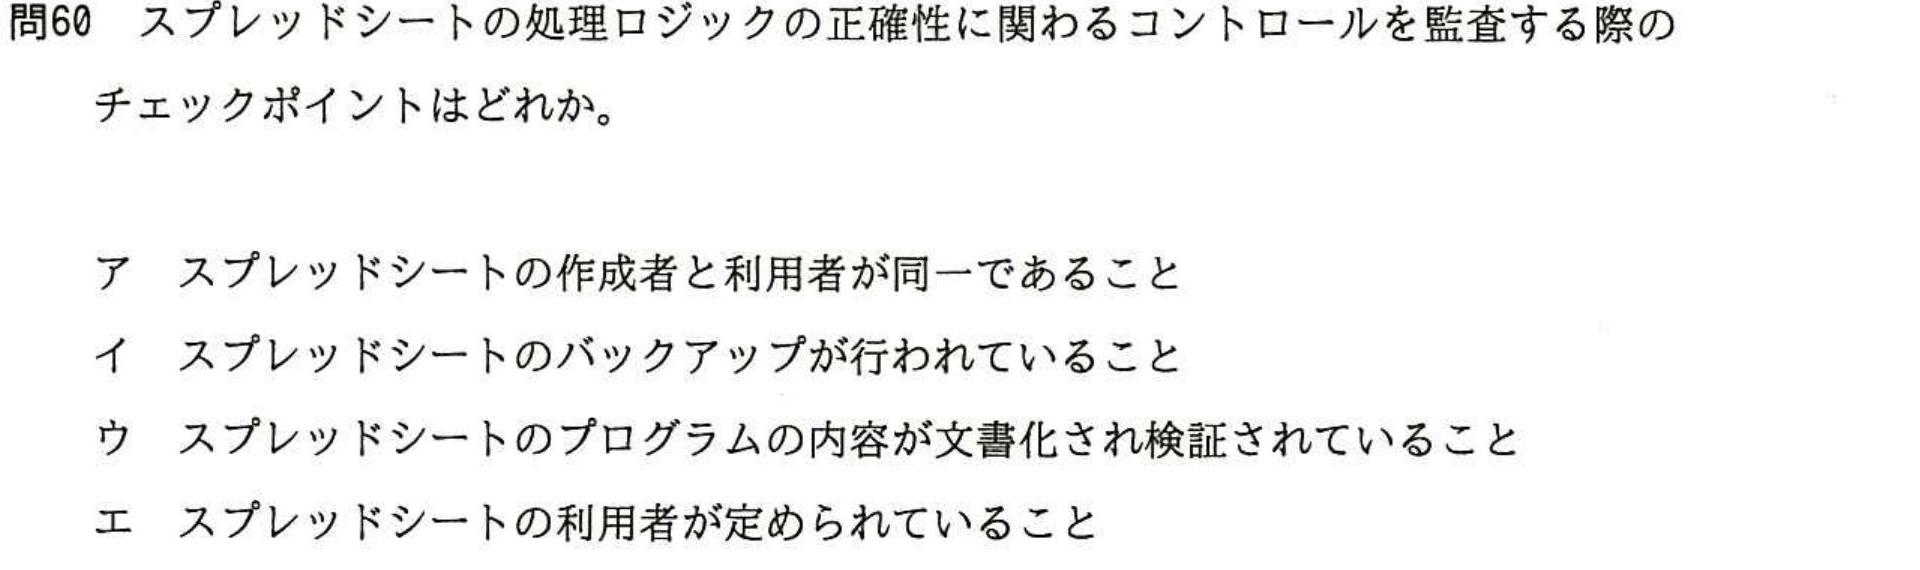 問60 スプレッドシートの処理ロジックの正確性に関わるコントロールを監査する際の
チェックポイントはどれか。
ア スプレッドシートの作成者と利用者が同一であること
イ スプレッドシートのバックアップが行われていること
ウ スプレッドシートのプログラムの内容が文書化され検証されていること
エ スプレッドシートの利用者が定められていること